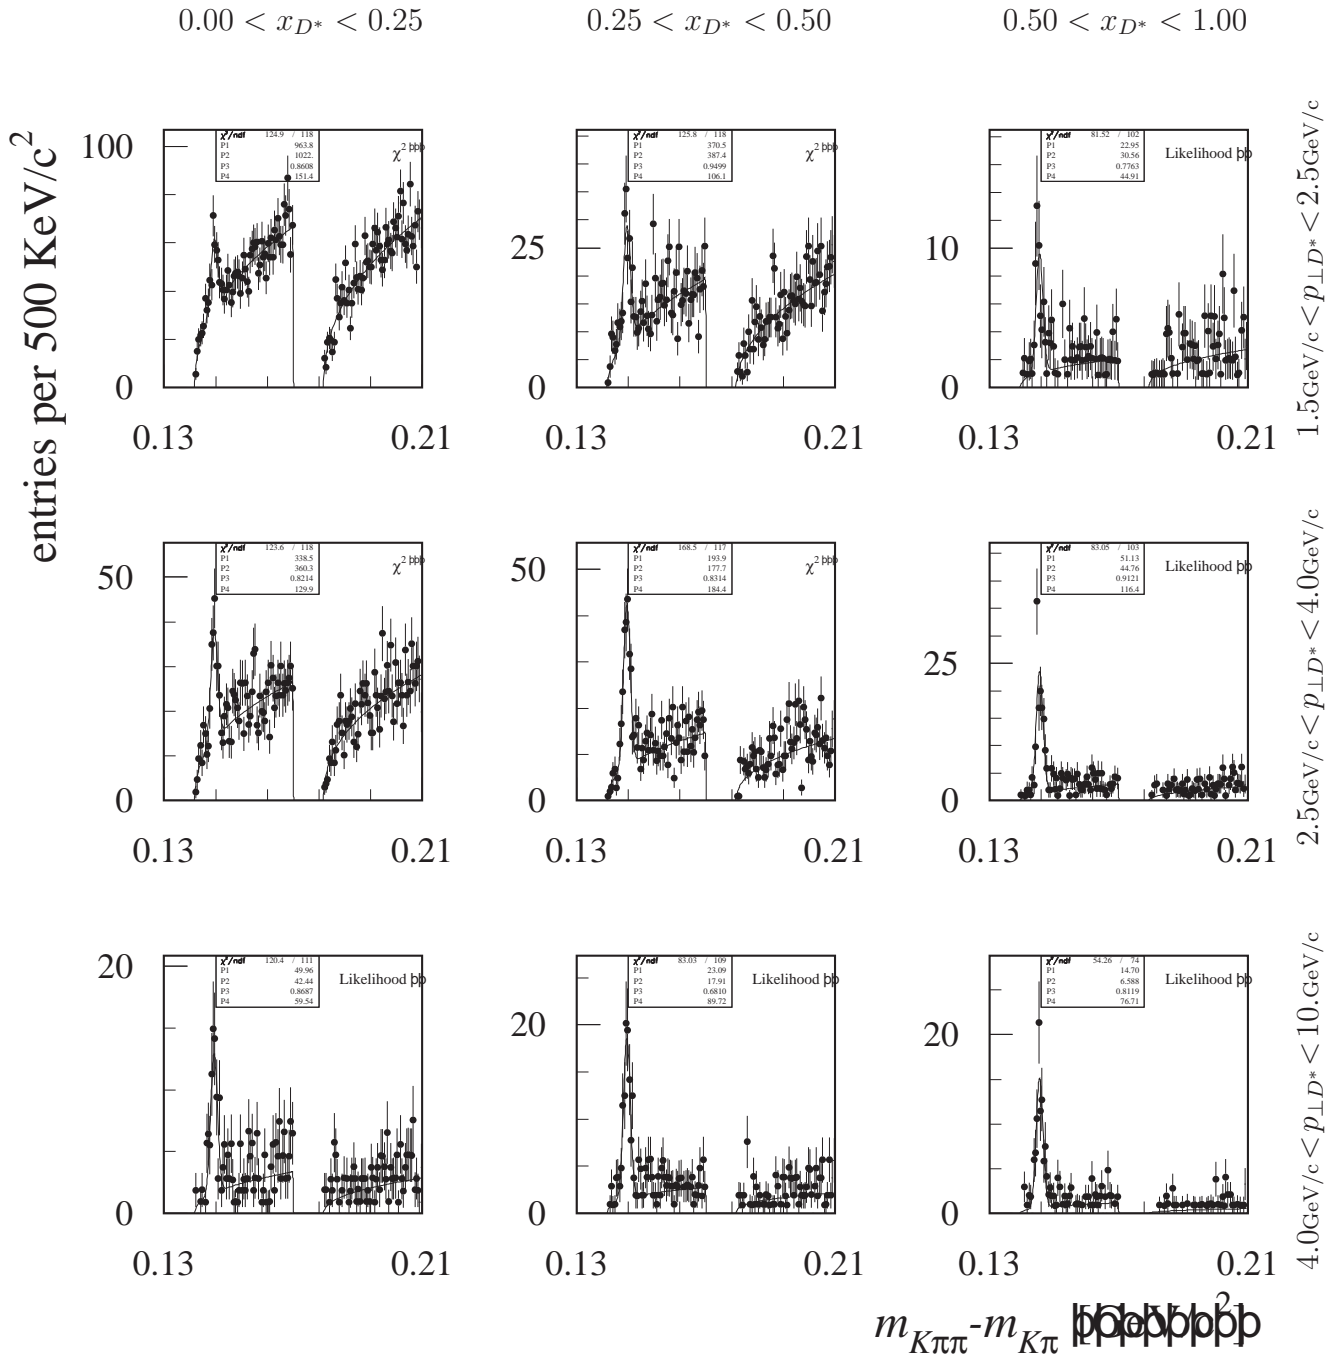 0.00 < x_{D*} < 0.25
0.25 < x_{D*} < 0.50
0.50 < x_{D*} < 1.00
entries per 500 KeV/c²
100
0
0.13
0.21
χ²/ndf 124.9 / 118
P1 963.8
P2 1022.
P3 0.8608
P4 151.4
χ²
25
0
0.13
0.21
χ²/ndf 125.8 / 118
P1 370.5
P2 387.4
P3 0.9499
P4 106.1
χ²
10
0
0.13
0.21
χ²/ndf 81.52 / 102
P1 22.95
P2 30.56
P3 0.7763
P4 44.91
Likelihood
1.5GeV/c < p_{⊥D*} < 2.5GeV/c
50
0
0.13
0.21
χ²/ndf 123.6 / 118
P1 338.5
P2 360.3
P3 0.8214
P4 129.9
χ²
50
0
0.13
0.21
χ²/ndf 168.5 / 117
P1 193.9
P2 177.7
P3 0.8314
P4 184.4
χ²
25
0
0.13
0.21
χ²/ndf 83.05 / 103
P1 51.13
P2 44.76
P3 0.9121
P4 116.4
Likelihood
2.5GeV/c < p_{⊥D*} < 4.0GeV/c
20
0
0.13
0.21
χ²/ndf 120.4 / 111
P1 49.96
P2 42.44
P3 0.8687
P4 59.54
Likelihood
20
0
0.13
0.21
χ²/ndf 83.03 / 109
P1 23.09
P2 17.91
P3 0.6810
P4 89.72
Likelihood
20
0
0.13
0.21
χ²/ndf 54.26 / 74
P1 14.70
P2 6.588
P3 0.8119
P4 76.71
Likelihood
4.0GeV/c < p_{⊥D*} < 10.GeV/c
m_{Kππ}-m_{Kπ}